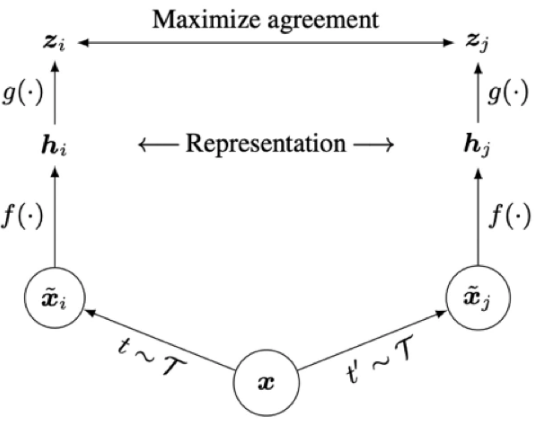 Maximize agreement
z_i z_j
g(·) g(·)
h_i ← Representation → h_j
f(·) f(·)
x̃_i x̃_j
t ~ 𝒯 t' ~ 𝒯
x